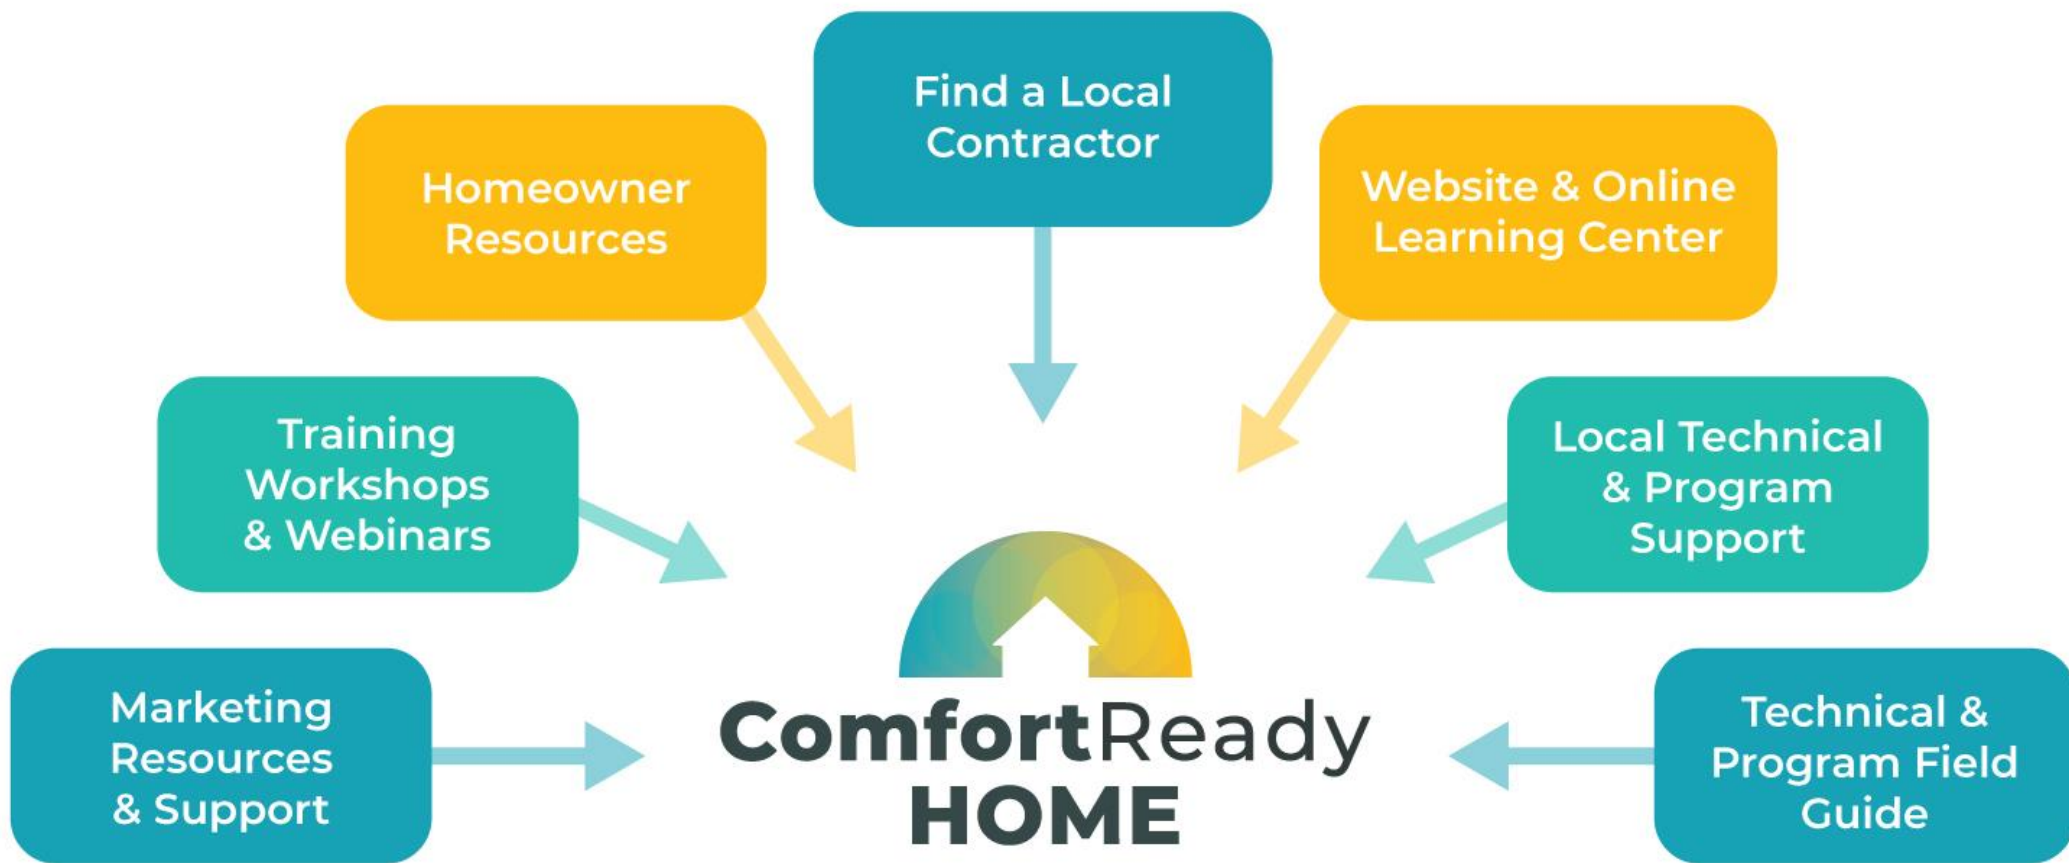 Find a Local
Contractor
Homeowner
Resources
Website & Online
Learning Center
Training
Workshops
& Webinars
Local Technical
& Program
Support
Marketing
Resources
& Support
ComfortReady
HOME
Technical &
Program Field
Guide